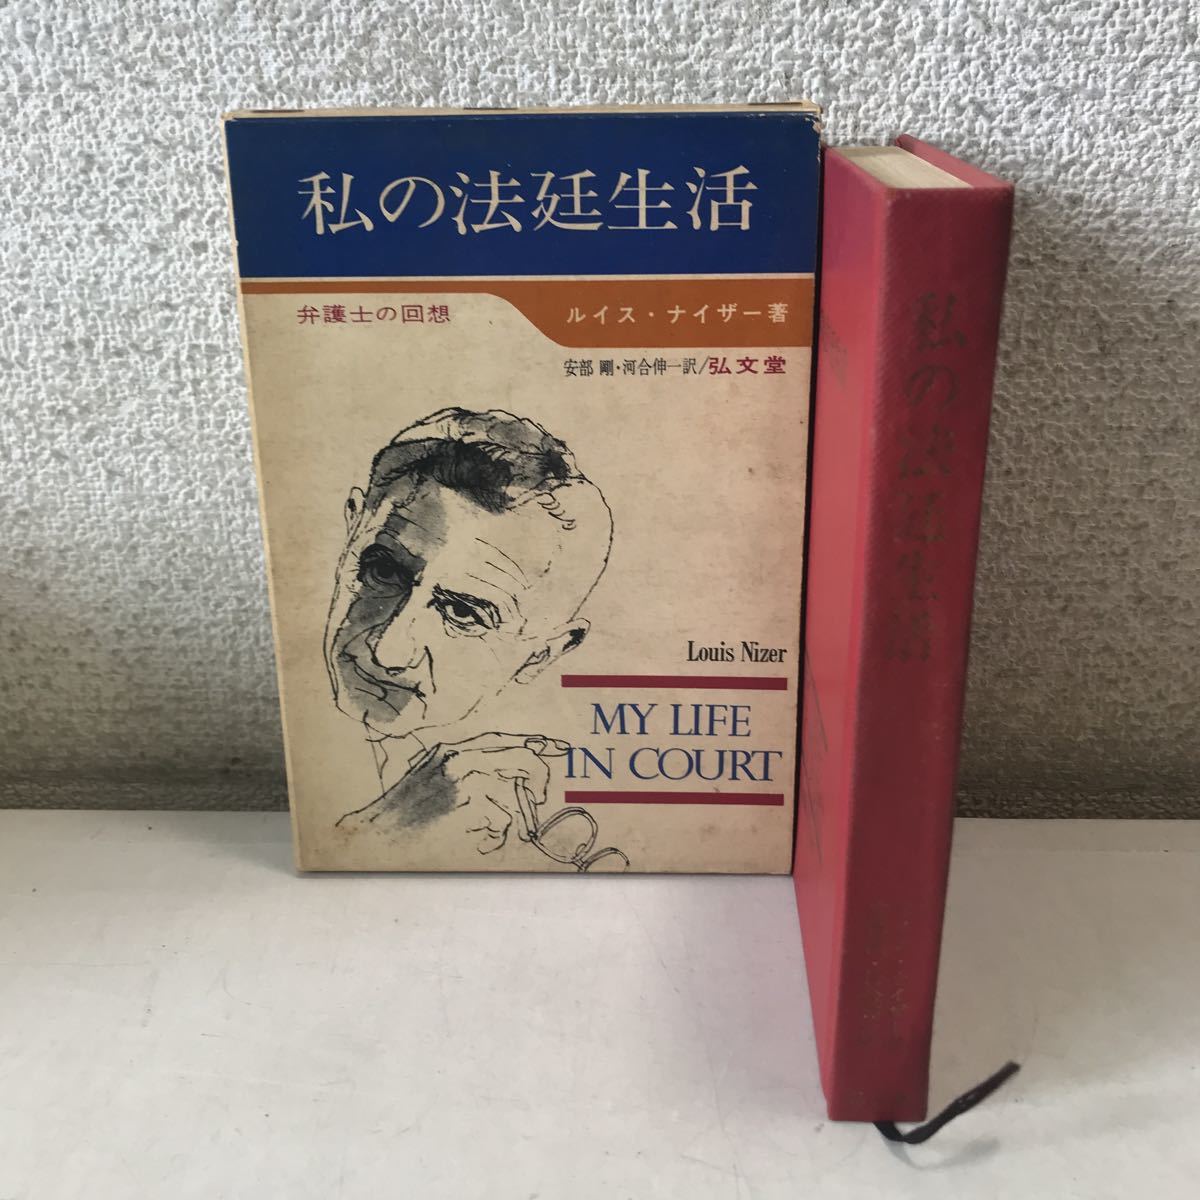 私の法廷生活
弁護士の回想
ルイス・ナイザー著
安部 剛・河合伸一訳/弘文堂
Louis Nizer
MY LIFE
IN COURT
私の法廷生活